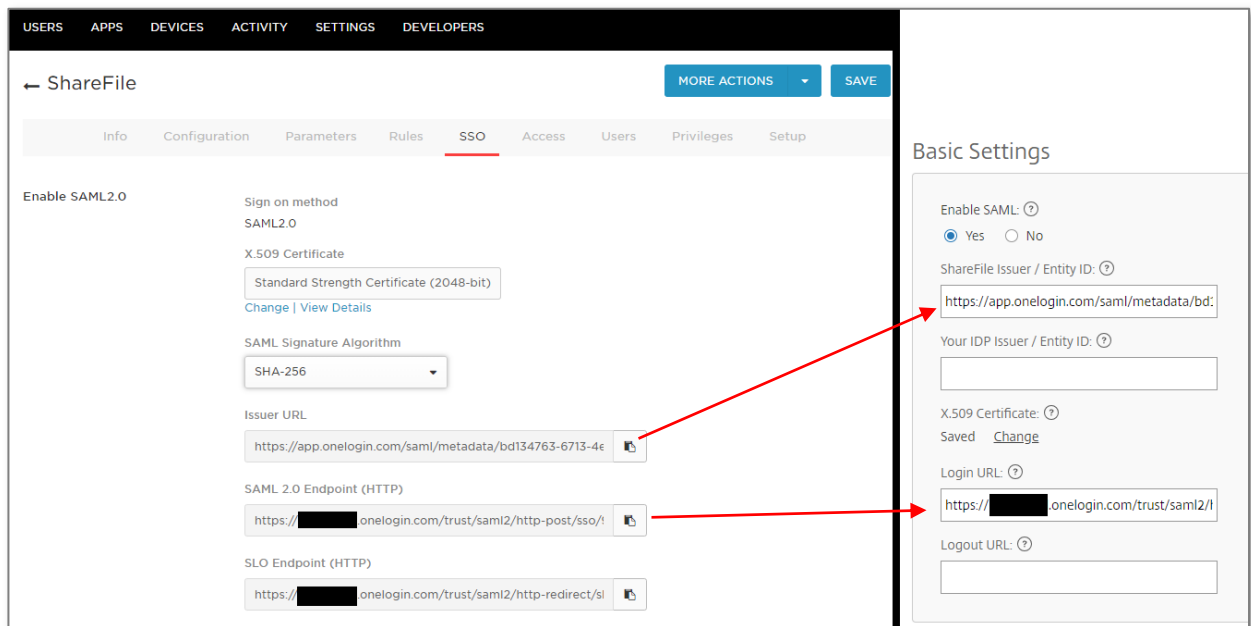 USERS APPS DEVICES ACTIVITY SETTINGS DEVELOPERS
← ShareFile
MORE ACTIONS
SAVE
Info Configuration Parameters Rules SSO Access Users Privileges Setup
Enable SAML2.0
Sign on method
SAML2.0
X.509 Certificate
Standard Strength Certificate (2048-bit)
Change | View Details
SAML Signature Algorithm
SHA-256
Issuer URL
https://app.onelogin.com/saml/metadata/bd134763-6713-4e
SAML 2.0 Endpoint (HTTP)
https:// .onelogin.com/trust/saml2/http-post/sso/
SLO Endpoint (HTTP)
https:// .onelogin.com/trust/saml2/http-redirect/sl
Basic Settings
Enable SAML: ?
Yes No
ShareFile Issuer / Entity ID: ?
https://app.onelogin.com/saml/metadata/bd1
Your IDP Issuer / Entity ID: ?
X.509 Certificate: ?
Saved Change
Login URL: ?
https:// .onelogin.com/trust/saml2/
Logout URL: ?